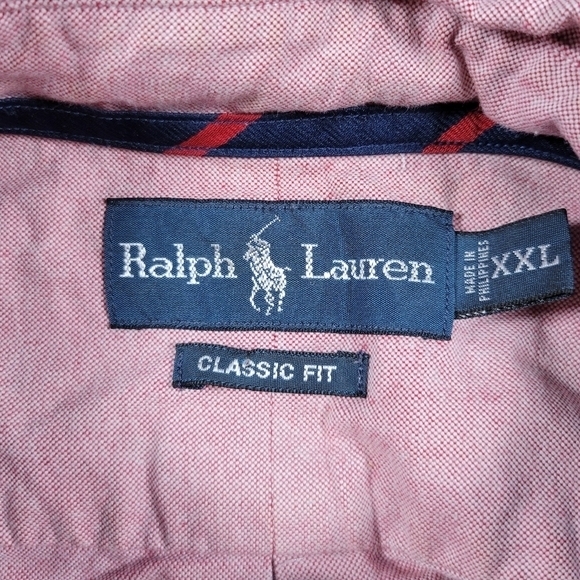 Ralph Lauren
MADE IN
PHILIPPINES
XXL
CLASSIC FIT